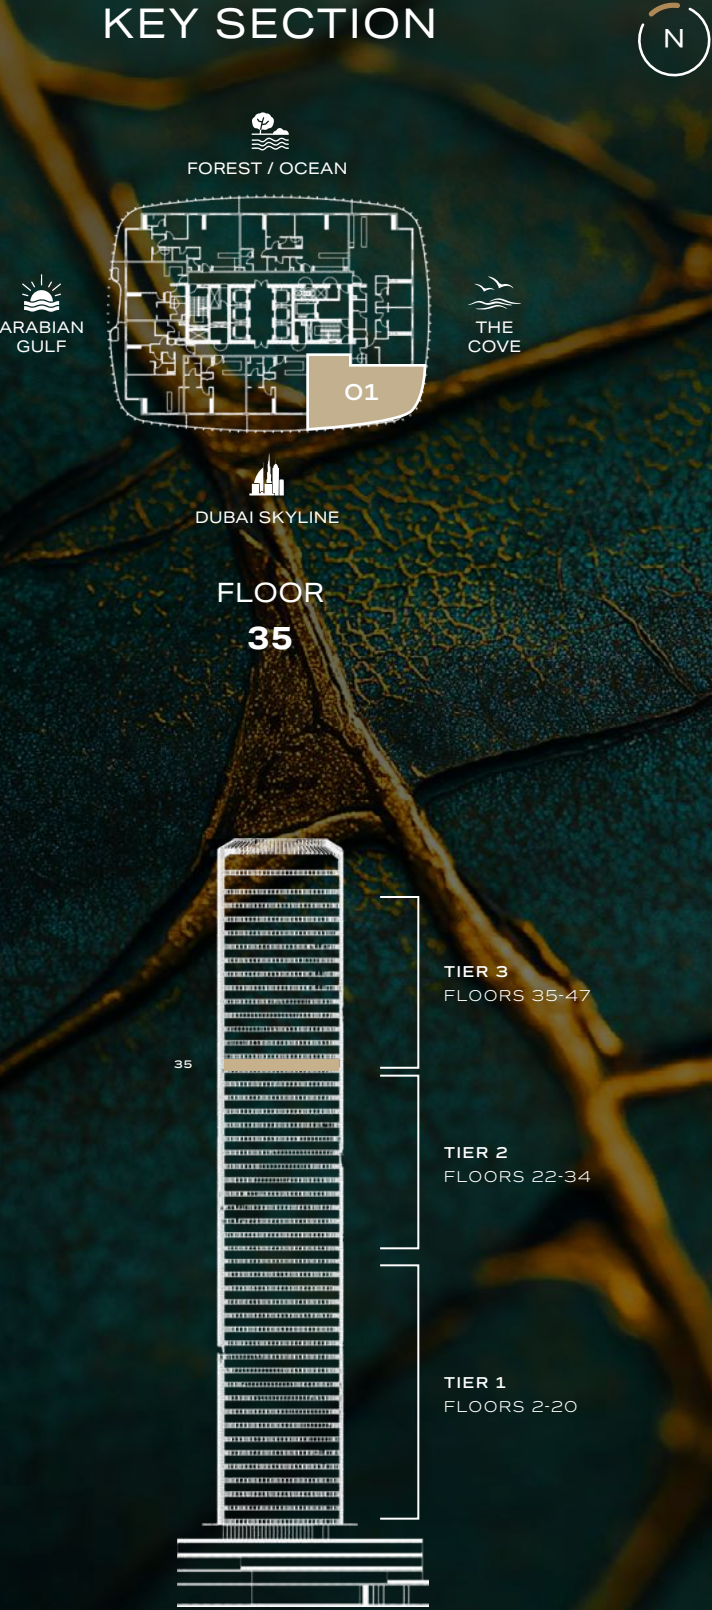 KEY SECTION
N
FOREST / OCEAN
ARABIAN
GULF
THE
COVE
01
DUBAI SKYLINE
FLOOR
35
TIER 3
FLOORS 35-47
35
TIER 2
FLOORS 22-34
TIER 1
FLOORS 2-20